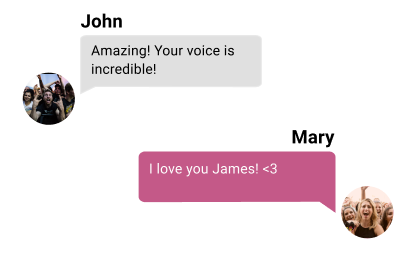 John
Amazing! Your voice is
incredible!
Mary
I love you James! <3